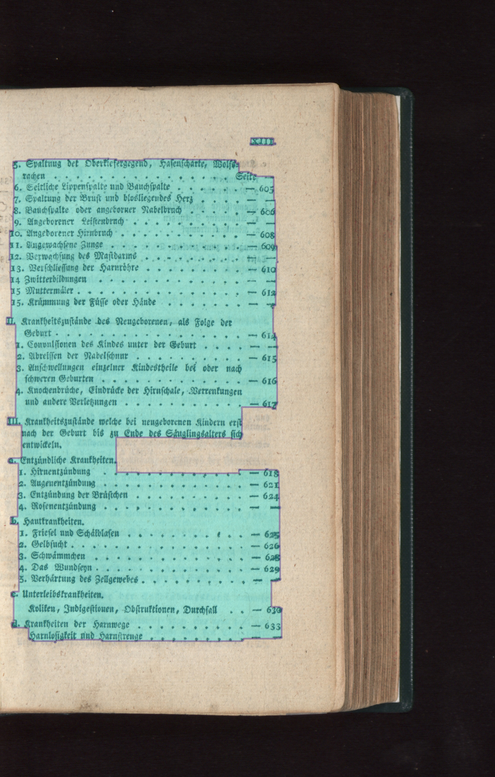 5. Spaltung der Oberkiefergegend, Hasenscharte, Wolfs-
rachen . . . . . . . . . . . . Seite
6. Seitliche Lippenspalte und Bauchspalte . . . . . — 605
7. Spaltung der Brust und blosliegendes Herz . . . —
8. Bauchspalte oder angeborner Nabelbruch . . . — 606
9. Angeborener Leistenbruch . . . . . . — —
10. Angeborener Hirnbruch . . . . . . — 608
11. Angewachsene Zunge . . . . . . . — 609
12. Verwachsung des Mastdarms . . . . . — —
13. Verschliessung der Harnröhre . . . . . — 610
14 Zwitterbildungen . . . . . . . — —
15 Muttermäler . . . . . . . . — 612
15. Krümmung der Füsse oder Hände . . . . — —
II. Krankheitszustände des Neugeborenen, als Folge der
Geburt . . . . . . . . . . — 614
1. Convulsionen des Kindes unter der Geburt . . . — —
2. Abreissen der Nabelschnur . . . . . — 615
3. Anschwellungen einzelner Kindestheile bei oder nach
schweren Geburten . . . . . . . — 616
4. Knochenbrüche, Eindrücke der Hirnschale, Verrenkungen
und andere Verletzungen . . . . . . — 617
III. Krankheitszustände welche bei neugeborenen Kindern erst
nach der Geburt bis zu Ende des Säuglingsalters sich
entwickeln.
a. Entzündliche Krankheiten.
1. Hirnentzündung . . . . . . . — 618
2. Augenentzündung . . . . . . . — 621
3. Entzündung der Brüstchen . . . . . — 624
4. Rosenentzündung . . . . . . . — —
b. Hautkrankheiten.
1. Friesel und Schälblasen . . . . . . — 625
2. Gelbsucht . . . . . . . . . — 626
3. Schwämmchen . . . . . . . . — 628
4. Das Wundseyn . . . . . . . . — 629
5. Verhärtung des Zellgewebes . . . . . — —
c. Unterleibskrankheiten.
Koliken, Indigestionen, Obstruktionen, Durchfall . . — 630
d. Krankheiten der Harnwege . . . . . — 633
Harnlosigkeit und Harnstrenge . . . . . — —